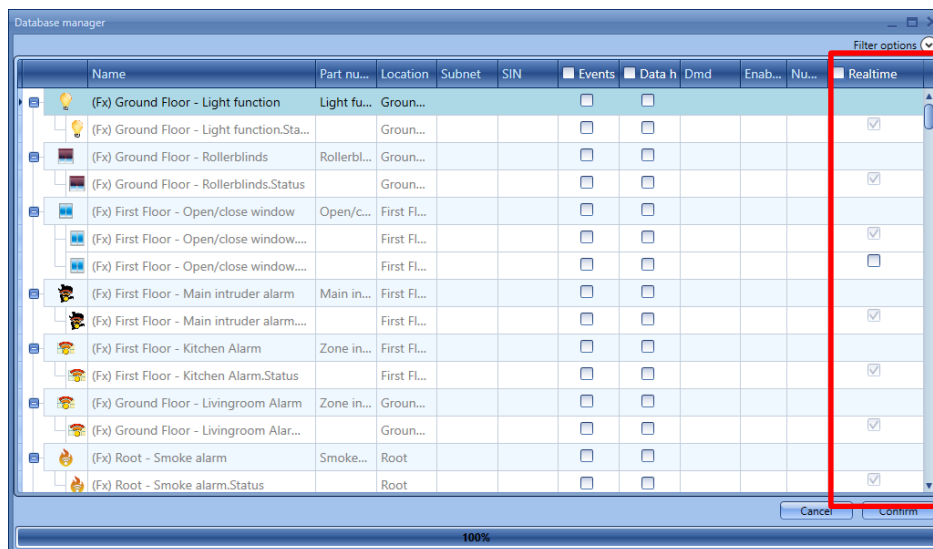 Database manager
Filter options
Name Part nu... Location Subnet SIN Events Data h Dmd Enab... Nu... Realtime
(Fx) Ground Floor - Light function Light fu... Groun...
(Fx) Ground Floor - Light function.Sta... Groun...
(Fx) Ground Floor - Rollerblinds Rollerbl... Groun...
(Fx) Ground Floor - Rollerblinds.Status Groun...
(Fx) First Floor - Open/close window Open/c... First Fl...
(Fx) First Floor - Open/close window.... First Fl...
(Fx) First Floor - Open/close window.... First Fl...
(Fx) First Floor - Main intruder alarm Main in... First Fl...
(Fx) First Floor - Main intruder alarm.... First Fl...
(Fx) First Floor - Kitchen Alarm Zone in... First Fl...
(Fx) First Floor - Kitchen Alarm.Status First Fl...
(Fx) Ground Floor - Livingroom Alarm Zone in... Groun...
(Fx) Ground Floor - Livingroom Alar... Groun...
(Fx) Root - Smoke alarm Smoke... Root
(Fx) Root - Smoke alarm.Status Root
Cancel Confirm
100%